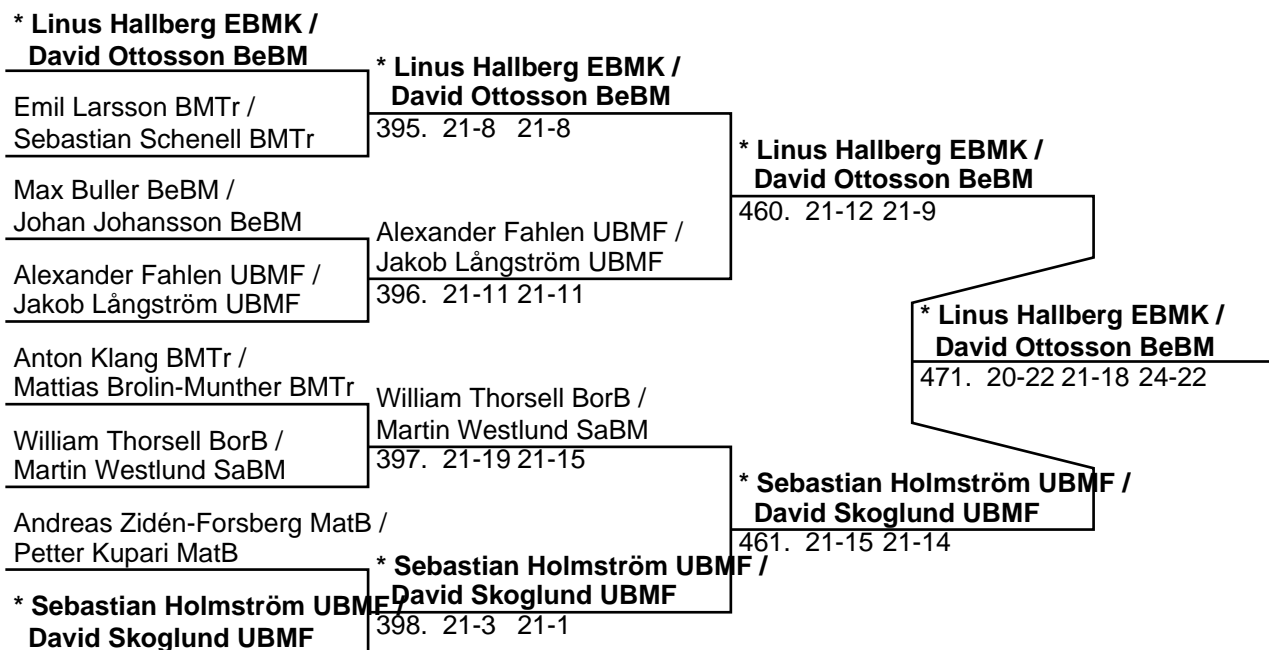 * Linus Hallberg EBMK /
David Ottosson BeBM
Emil Larsson BMTr /
Sebastian Schenell BMTr
Max Buller BeBM /
Johan Johansson BeBM
Alexander Fahlen UBMF /
Jakob Långström UBMF
Anton Klang BMTr /
Mattias Brolin-Munther BMTr
William Thorsell BorB /
Martin Westlund SaBM
Andreas Zidén-Forsberg MatB /
Petter Kupari MatB
* Sebastian Holmström UBMF /
David Skoglund UBMF
* Linus Hallberg EBMK /
David Ottosson BeBM
395. 21-8 21-8
Alexander Fahlen UBMF /
Jakob Långström UBMF
396. 21-11 21-11
William Thorsell BorB /
Martin Westlund SaBM
397. 21-19 21-15
* Sebastian Holmström UBMF /
David Skoglund UBMF
398. 21-3 21-1
* Linus Hallberg EBMK /
David Ottosson BeBM
460. 21-12 21-9
* Sebastian Holmström UBMF /
David Skoglund UBMF
461. 21-15 21-14
* Linus Hallberg EBMK /
David Ottosson BeBM
471. 20-22 21-18 24-22